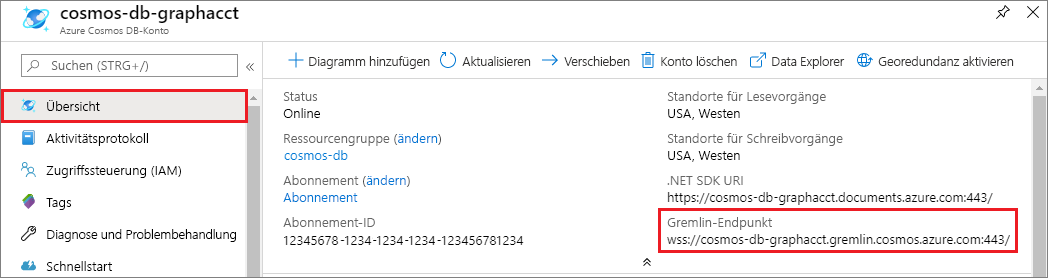 cosmos-db-graphacct
Azure Cosmos DB-Konto
Suchen (STRG+/)
Übersicht
Aktivitätsprotokoll
Zugriffssteuerung (IAM)
Tags
Diagnose und Problembehandlung
Schnellstart
Diagramm hinzufügen
Aktualisieren
Verschieben
Konto löschen
Data Explorer
Georedundanz aktivieren
Status
Online
Ressourcengruppe (ändern)
cosmos-db
Abonnement (ändern)
Abonnement
Abonnement-ID
12345678-1234-1234-1234-123456781234
Standorte für Lesevorgänge
USA, Westen
Standorte für Schreibvorgänge
USA, Westen
.NET SDK URI
https://cosmos-db-graphacct.documents.azure.com:443/
Gremlin-Endpunkt
wss://cosmos-db-graphacct.gremlin.cosmos.azure.com:443/